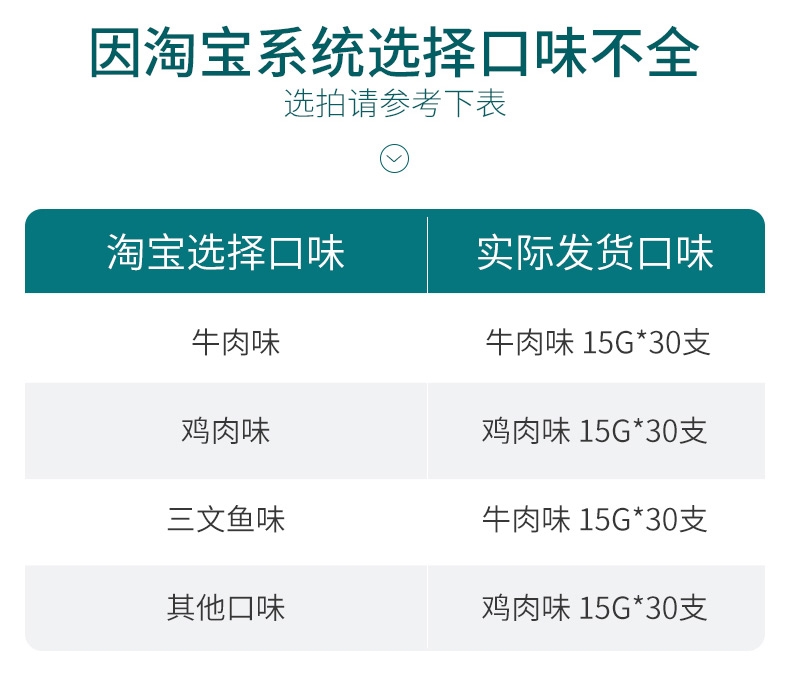 因淘宝系统选择口味不全
选拍请参考下表
淘宝选择口味 实际发货口味
牛肉味 牛肉味 15G*30支
鸡肉味 鸡肉味 15G*30支
三文鱼味 牛肉味 15G*30支
其他口味 鸡肉味 15G*30支